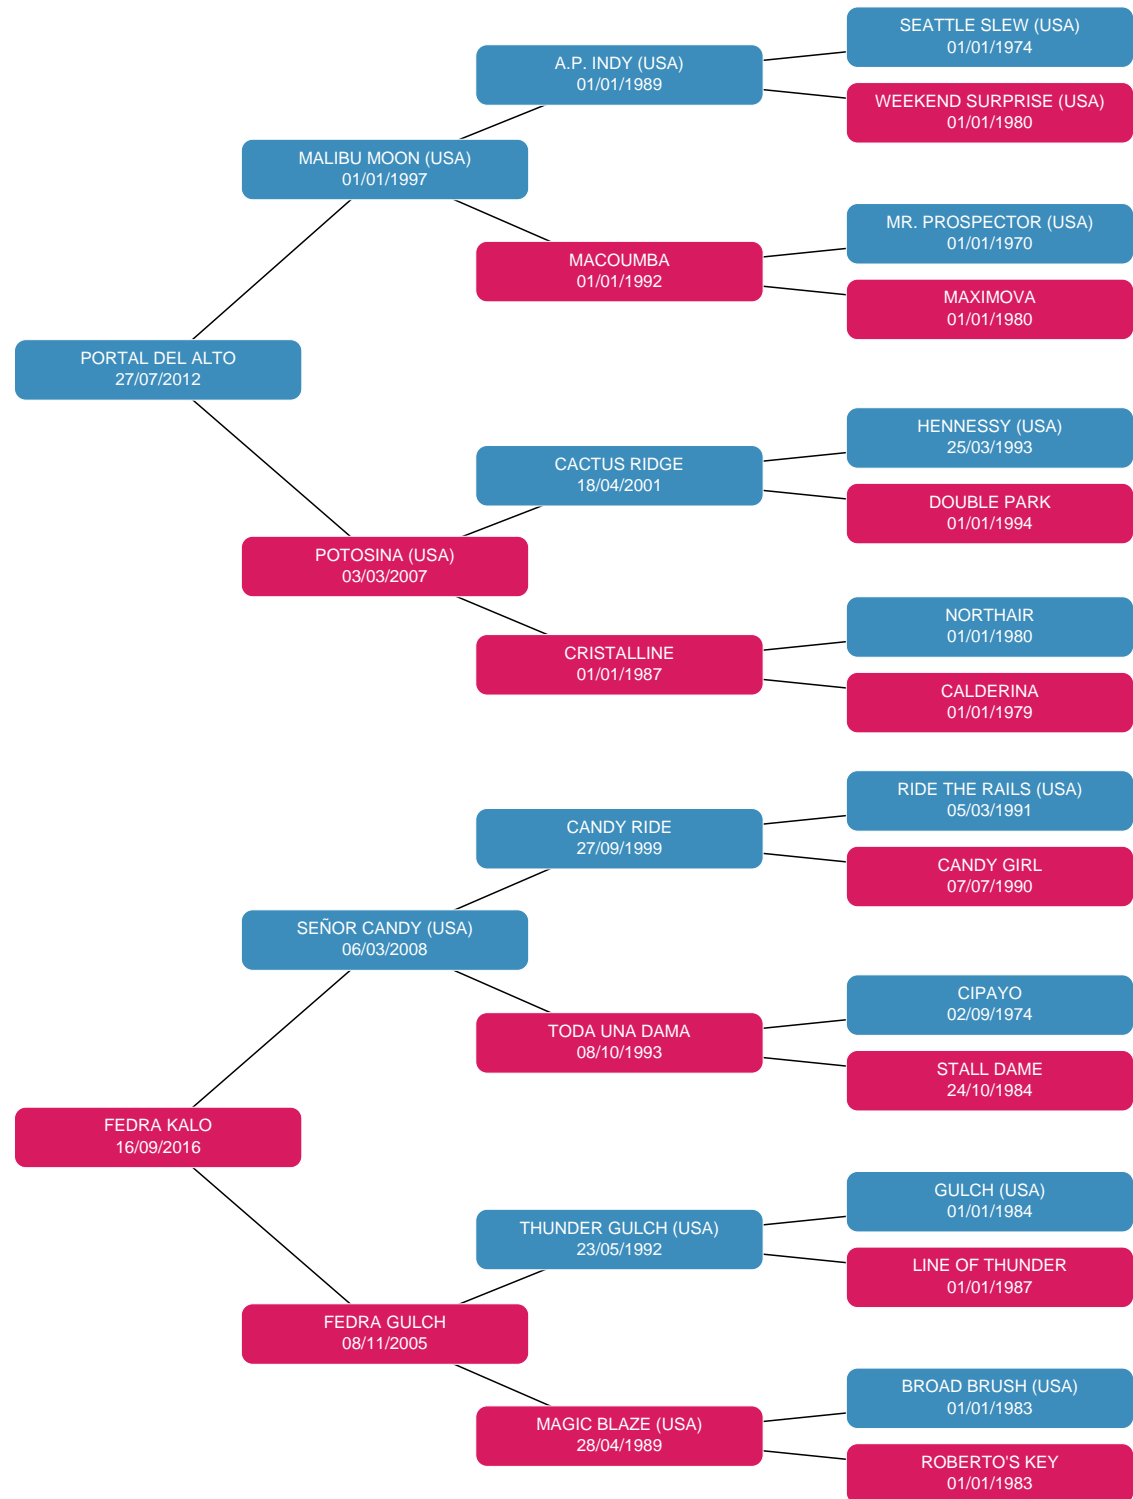 SEATTLE SLEW (USA)
01/01/1974
A.P. INDY (USA)
01/01/1989
WEEKEND SURPRISE (USA)
01/01/1980
MALIBU MOON (USA)
01/01/1997
MR. PROSPECTOR (USA)
01/01/1970
MACOUMBA
01/01/1992
MAXIMOVA
01/01/1980
PORTAL DEL ALTO
27/07/2012
HENNESSY (USA)
25/03/1993
CACTUS RIDGE
18/04/2001
DOUBLE PARK
01/01/1994
POTOSINA (USA)
03/03/2007
NORTHAIR
01/01/1980
CRISTALLINE
01/01/1987
CALDERINA
01/01/1979
RIDE THE RAILS (USA)
05/03/1991
CANDY RIDE
27/09/1999
CANDY GIRL
07/07/1990
SEÑOR CANDY (USA)
06/03/2008
CIPAYO
02/09/1974
TODA UNA DAMA
08/10/1993
STALL DAME
24/10/1984
FEDRA KALO
16/09/2016
GULCH (USA)
01/01/1984
THUNDER GULCH (USA)
23/05/1992
LINE OF THUNDER
01/01/1987
FEDRA GULCH
08/11/2005
BROAD BRUSH (USA)
01/01/1983
MAGIC BLAZE (USA)
28/04/1989
ROBERTO'S KEY
01/01/1983